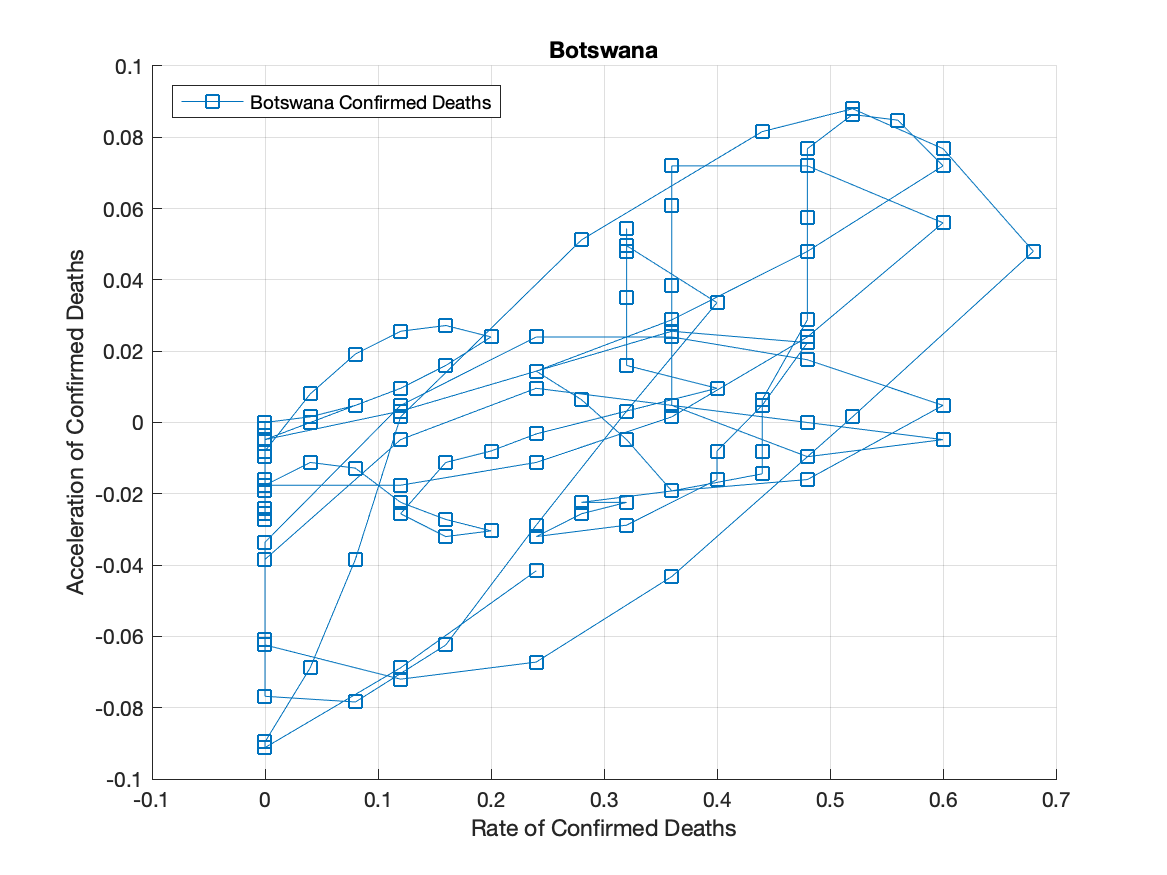 Botswana
Botswana Confirmed Deaths
Acceleration of Confirmed Deaths
0.1
0.08
0.06
0.04
0.02
0
-0.02
-0.04
-0.06
-0.08
-0.1
-0.1 0 0.1 0.2 0.3 0.4 0.5 0.6 0.7
Rate of Confirmed Deaths